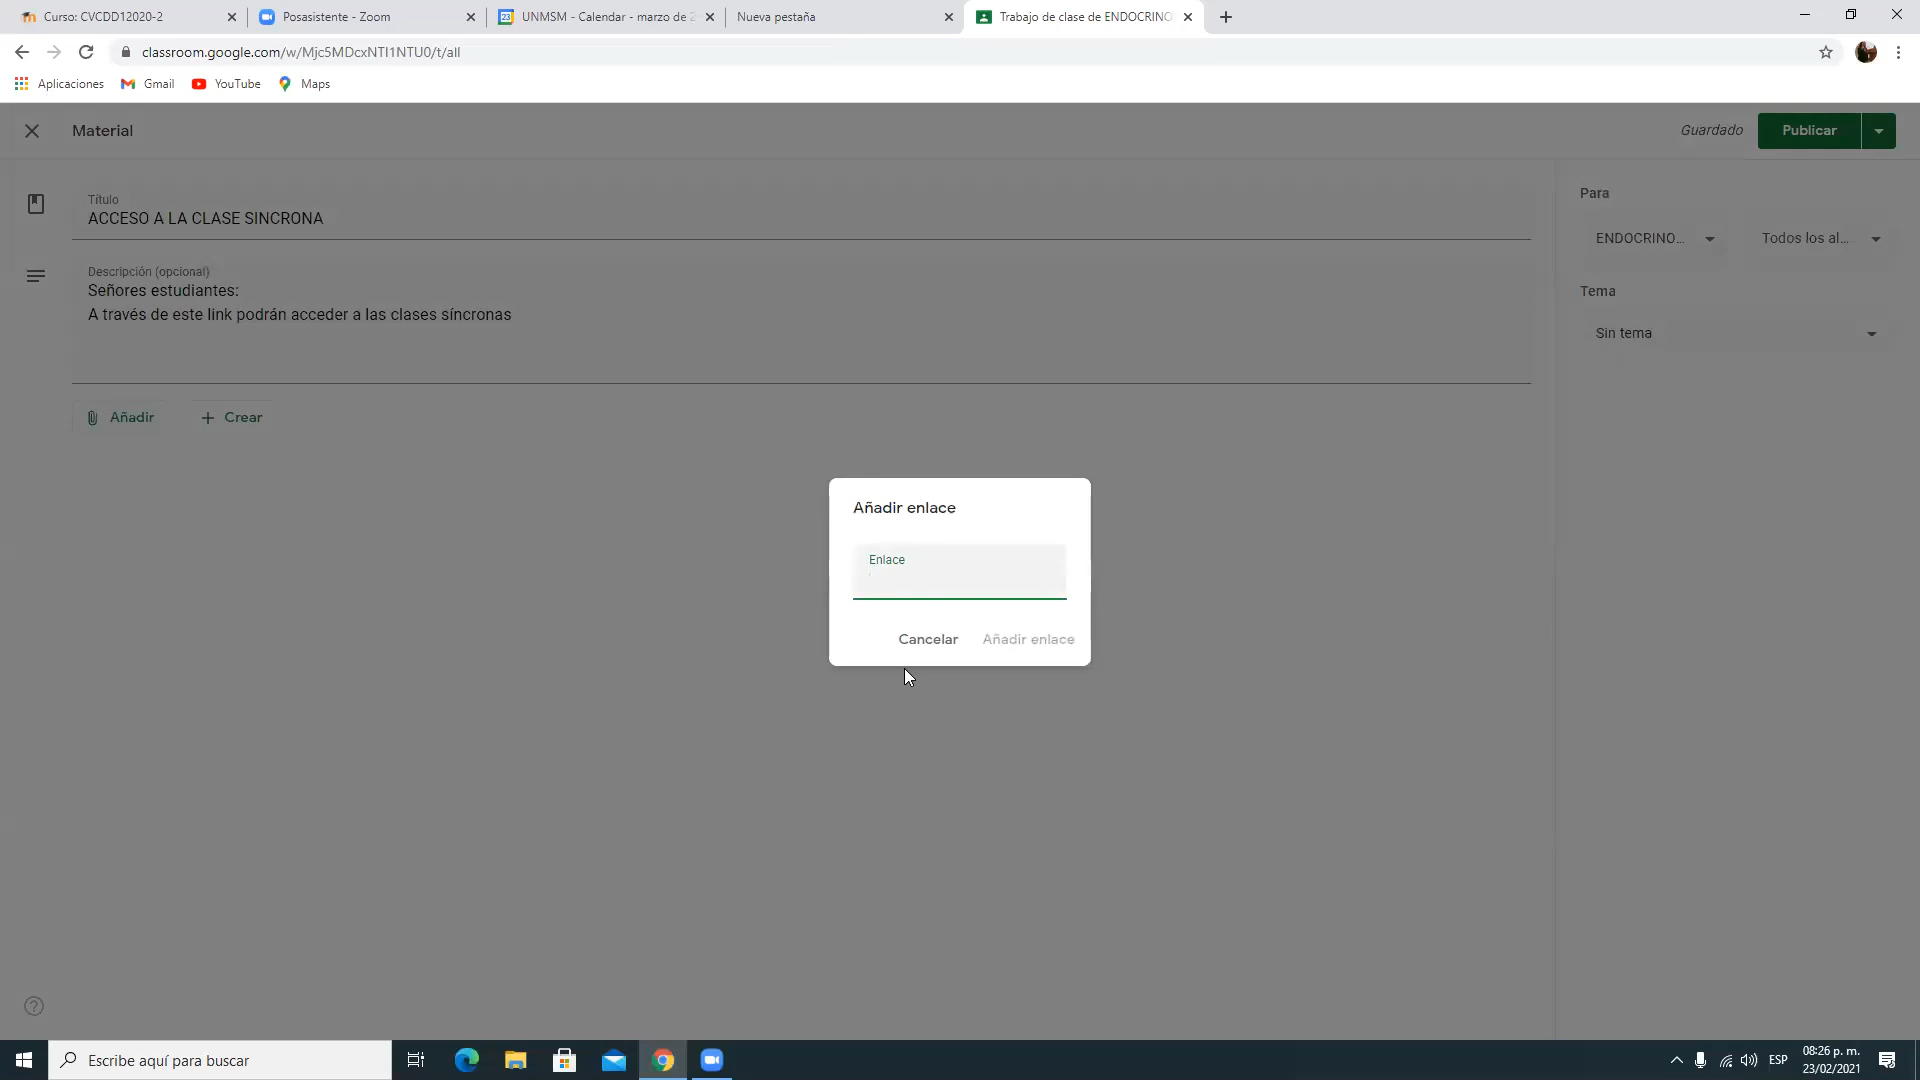 Curso: CVCDD12020-2
Posasistente - Zoom
UNMSM - Calendar - marzo de 2
Nueva pestaña
Trabajo de clase de ENDOCRINO
classroom.google.com/w/Mjc5MDcxNTI1NTU0/t/all
Aplicaciones
Gmail
YouTube
Maps
Material
Guardado
Publicar
Título
ACCESO A LA CLASE SINCRONA
Descripción (opcional)
Señores estudiantes:
A través de este link podrán acceder a las clases síncronas
Añadir
Crear
Para
ENDOCRINO...
Todos los al...
Tema
Sin tema
Añadir enlace
Enlace
Cancelar
Añadir enlace
Escribe aquí para buscar
ESP
08:26 p. m.
23/02/2021